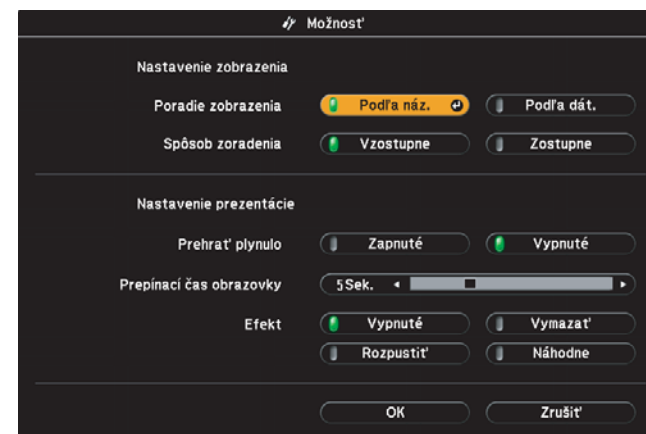 Možnosť
Nastavenie zobrazenia
Poradie zobrazenia Podľa náz. Podľa dát.
Spôsob zoradenia Vzostupne Zostupne
Nastavenie prezentácie
Prehrať plynulo Zapnuté Vypnuté
Prepínací čas obrazovky 5Sek.
Efekt Vypnuté Vymazať
Rozpustiť Náhodne
OK Zrušiť